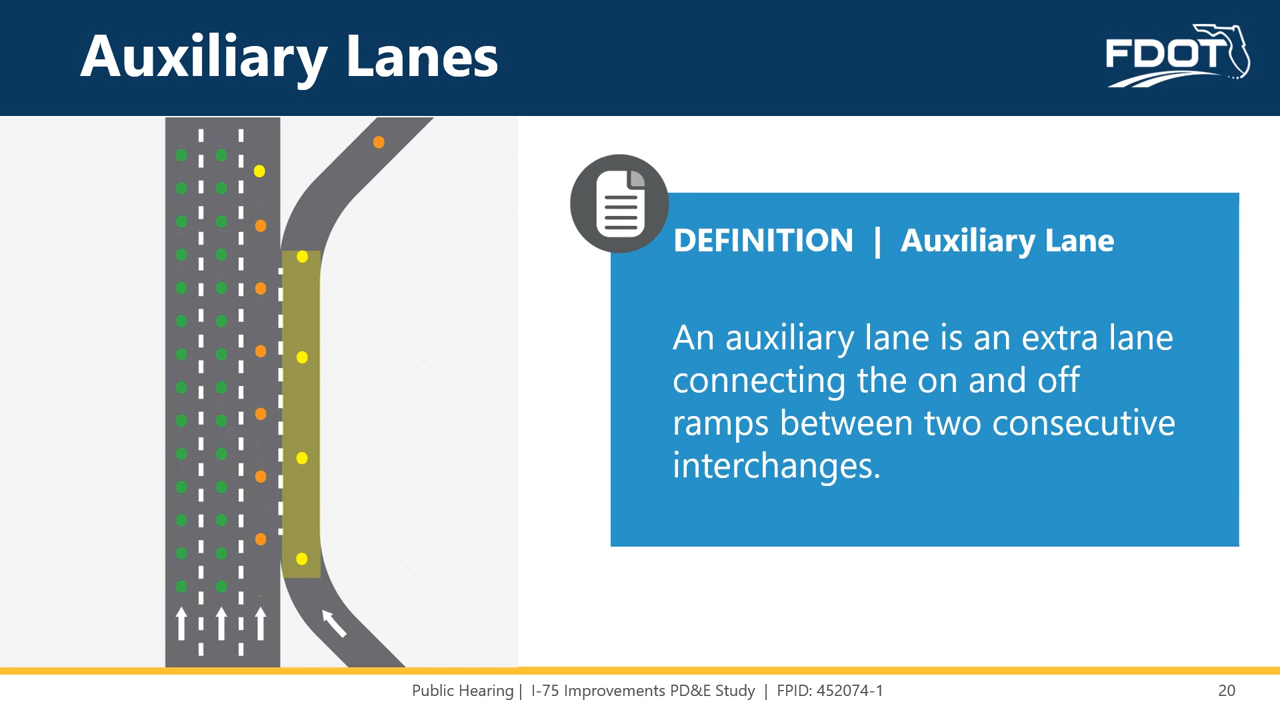 Auxiliary Lanes
FDOT
DEFINITION | Auxiliary Lane
An auxiliary lane is an extra lane
connecting the on and off
ramps between two consecutive
interchanges.
Public Hearing | I-75 Improvements PD&E Study | FPID: 452074-1
20